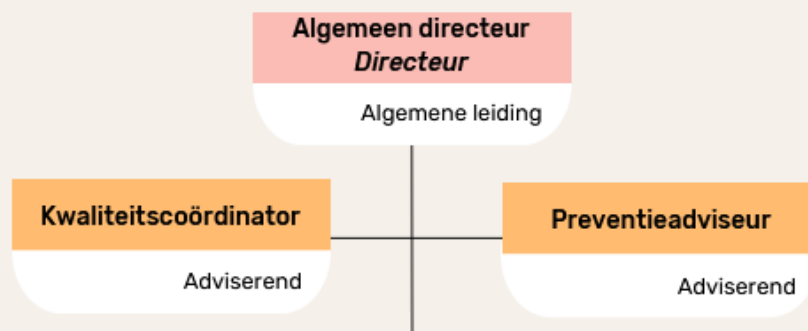 Algemeen directeur
Directeur
Algemene leiding
Kwaliteitscoördinator
Adviserend
Preventieadviseur
Adviserend